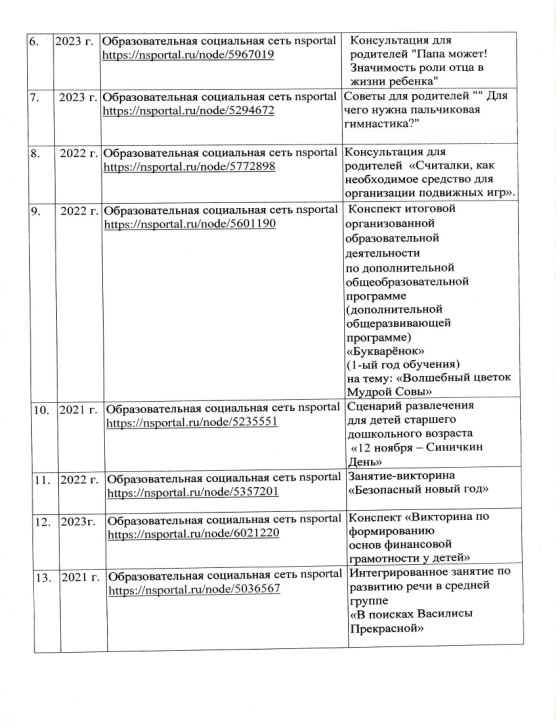 6. 2023 г. Образовательная социальная сеть nsportal Консультация для
https://nsportal.ru/node/5967019 родителей "Папа может!
Значимость роли отца в
жизни ребенка"
7. 2023 г. Образовательная социальная сеть nsportal Советы для родителей "" Для
https://nsportal.ru/node/5294672 чего нужна пальчиковая
гимнастика?"
8. 2022 г. Образовательная социальная сеть nsportal Консультация для
https://nsportal.ru/node/5772898 родителей «Считалки, как
необходимое средство для
организации подвижных игр».
9. 2022 г. Образовательная социальная сеть nsportal Конспект итоговой
https://nsportal.ru/node/5601190 организованной
образовательной
деятельности
по дополнительной
общеобразовательной
программе
(дополнительной
общеразвивающей
программе)
«Букварёнок»
(1-ый год обучения)
на тему: «Волшебный цветок
Мудрой Совы»
10. 2021 г. Образовательная социальная сеть nsportal Сценарий развлечения
https://nsportal.ru/node/5235551 для детей старшего
дошкольного возраста
«12 ноября – Синичкин
День»
11. 2022 г. Образовательная социальная сеть nsportal Занятие-викторина
https://nsportal.ru/node/5357201 «Безопасный новый год»
12. 2023г. Образовательная социальная сеть nsportal Конспект «Викторина по
https://nsportal.ru/node/6021220 формированию
основ финансовой
грамотности у детей»
13. 2021 г. Образовательная социальная сеть nsportal Интегрированное занятие по
https://nsportal.ru/node/5036567 развитию речи в средней
группе
«В поисках Василисы
Прекрасной»